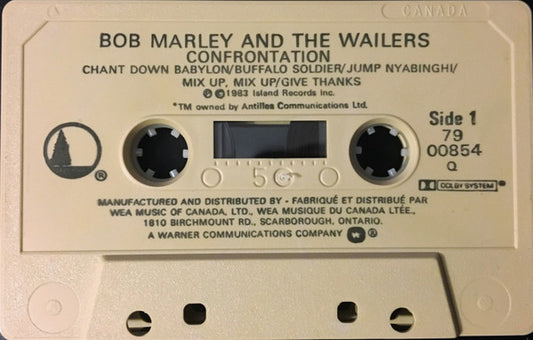 CANADA
BOB MARLEY AND THE WAILERS
CONFRONTATION
CHANT DOWN BABYLON/BUFFALO SOLDIER/JUMP NYABINGHI/
MIX UP, MIX UP/GIVE THANKS
℗ © 1983 Island Records Inc.
*TM owned by Antilles Communications Ltd.
Side 1
79
00854
Q
®
50
DOLBY SYSTEM®
MANUFACTURED AND DISTRIBUTED BY - FABRIQUÉ ET DISTRIBUÉ PAR
WEA MUSIC OF CANADA, LTD., WEA MUSIQUE DU CANADA LTÉE.,
1810 BIRCHMOUNT RD., SCARBOROUGH, ONTARIO.
A WARNER COMMUNICATIONS COMPANY ®